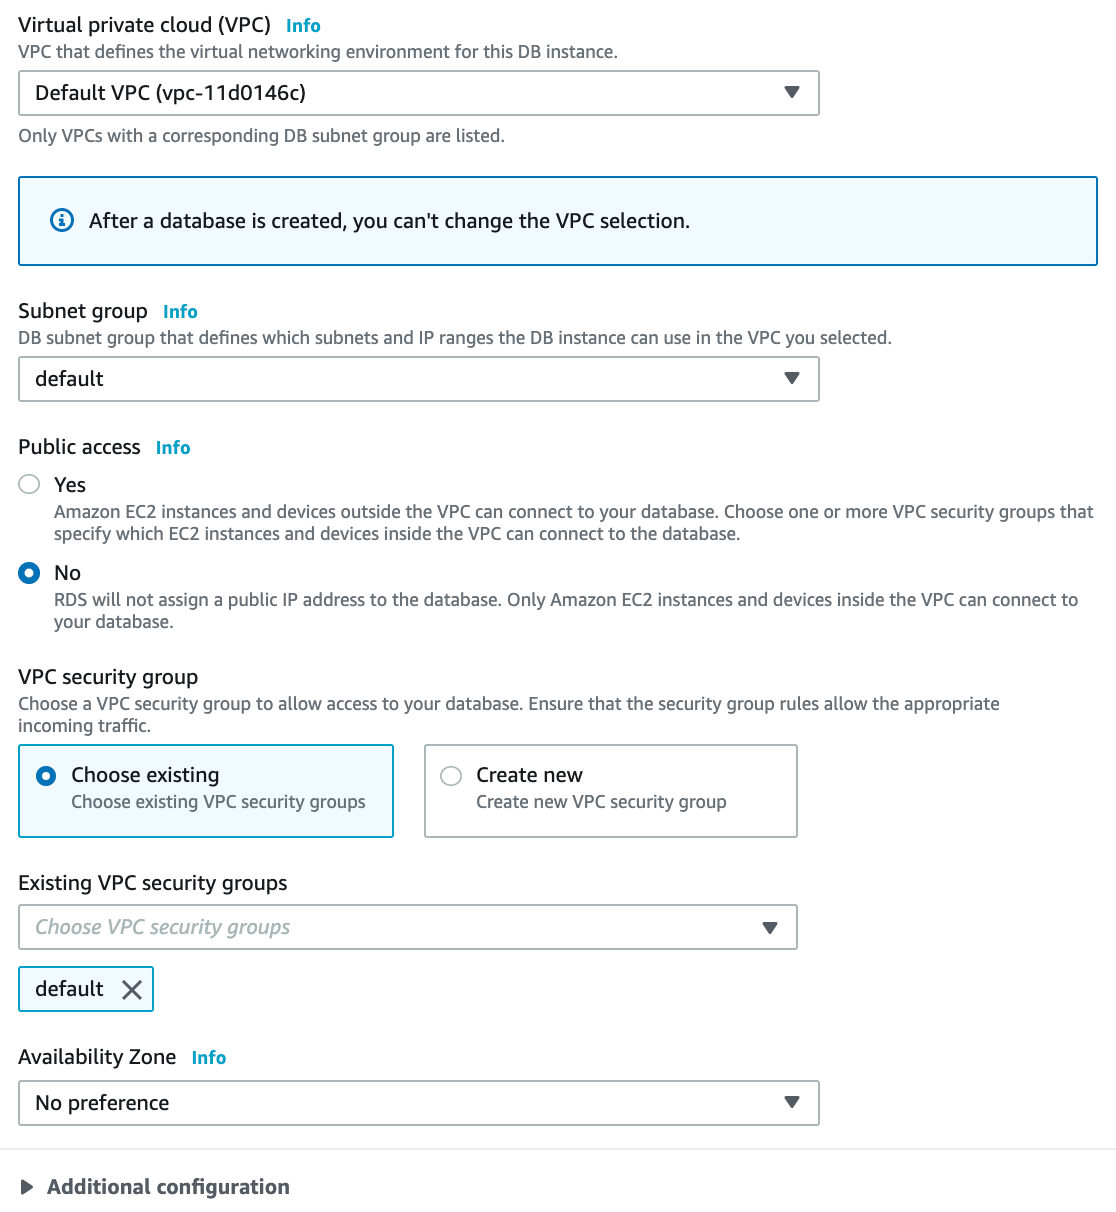 Virtual private cloud (VPC) Info
VPC that defines the virtual networking environment for this DB instance.
Default VPC (vpc-11d0146c)
Only VPCs with a corresponding DB subnet group are listed.
After a database is created, you can't change the VPC selection.
Subnet group Info
DB subnet group that defines which subnets and IP ranges the DB instance can use in the VPC you selected.
default
Public access Info
Yes
Amazon EC2 instances and devices outside the VPC can connect to your database. Choose one or more VPC security groups that
specify which EC2 instances and devices inside the VPC can connect to the database.
No
RDS will not assign a public IP address to the database. Only Amazon EC2 instances and devices inside the VPC can connect to
your database.
VPC security group
Choose a VPC security group to allow access to your database. Ensure that the security group rules allow the appropriate
incoming traffic.
Choose existing
Choose existing VPC security groups
Create new
Create new VPC security group
Existing VPC security groups
Choose VPC security groups
default
Availability Zone Info
No preference
Additional configuration